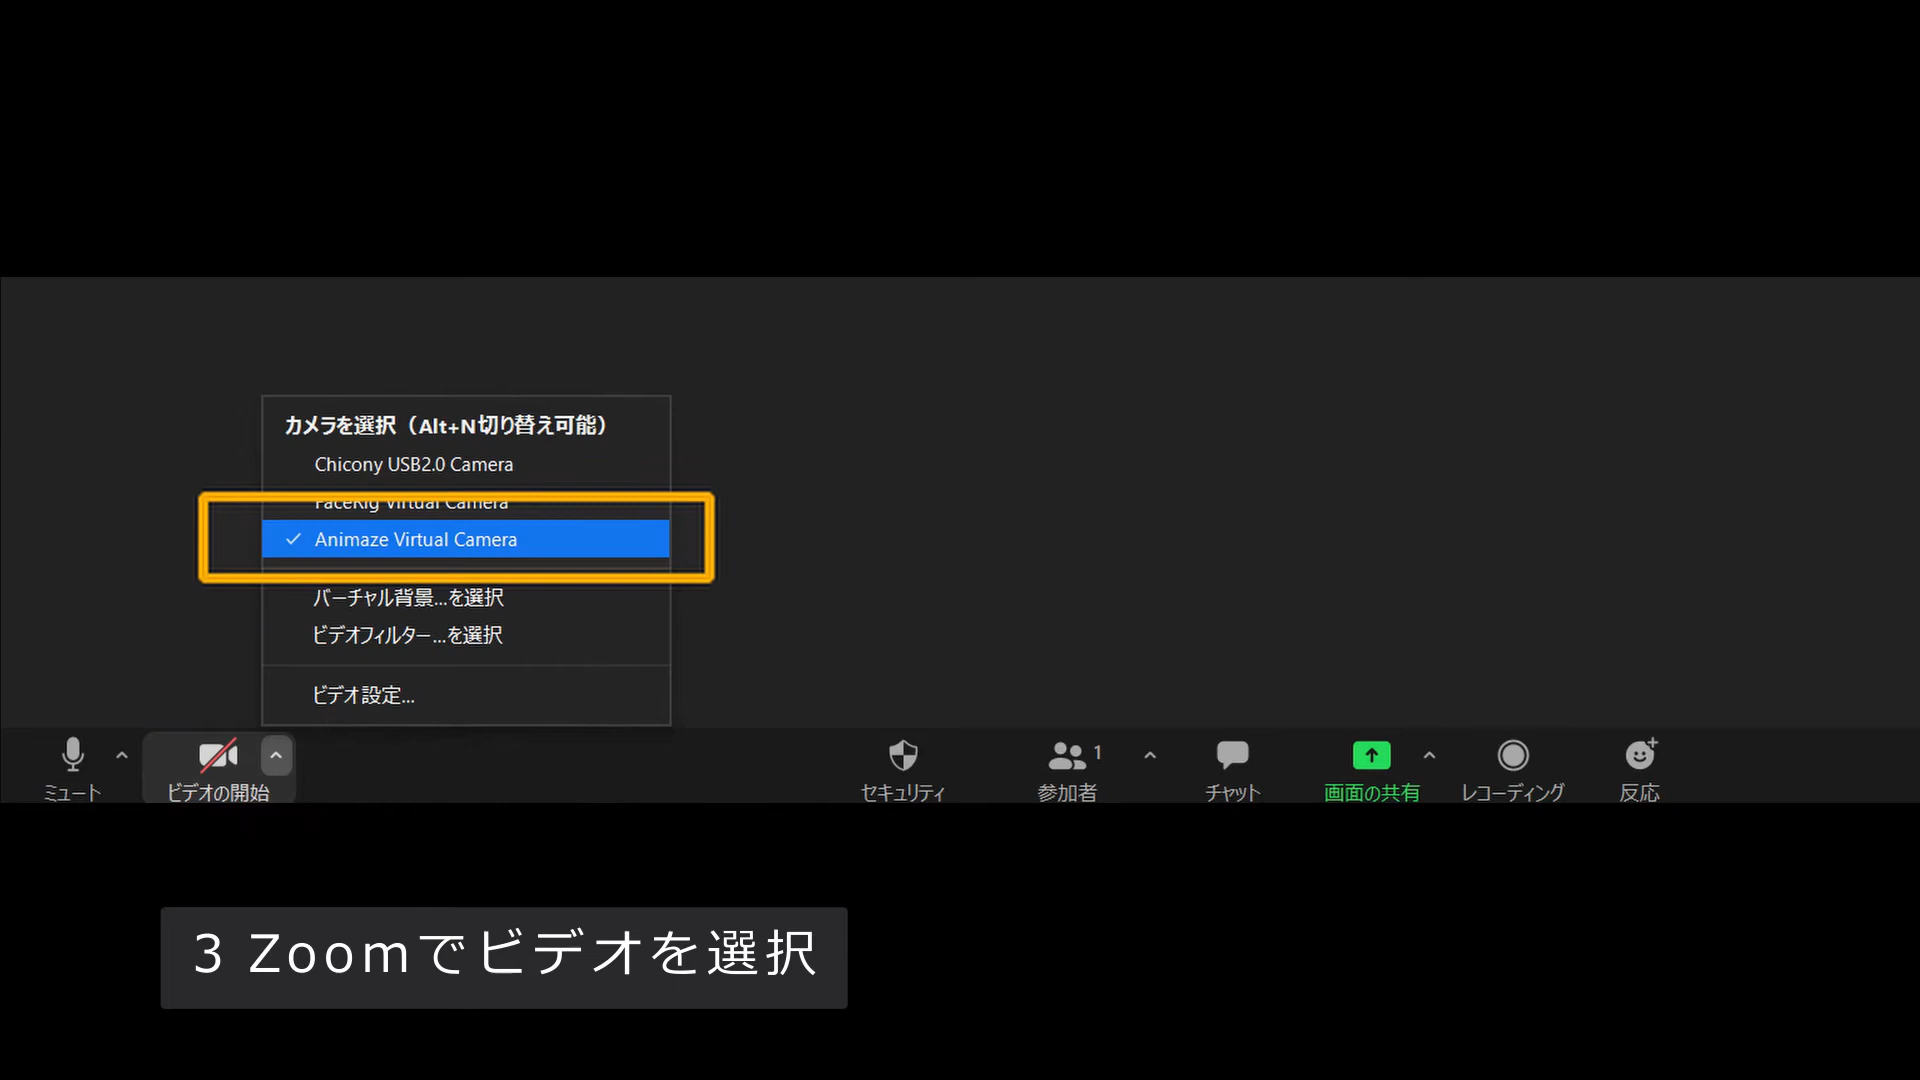 カメラを選択（Alt+N切り替え可能）
Chicony USB2.0 Camera
FaceRig Virtual Camera
Animaze Virtual Camera
バーチャル背景...を選択
ビデオフィルター...を選択
ビデオ設定...
ミュート
ビデオの開始
セキュリティ
1
参加者
チャット
画面の共有
レコーディング
反応
3 Zoomでビデオを選択